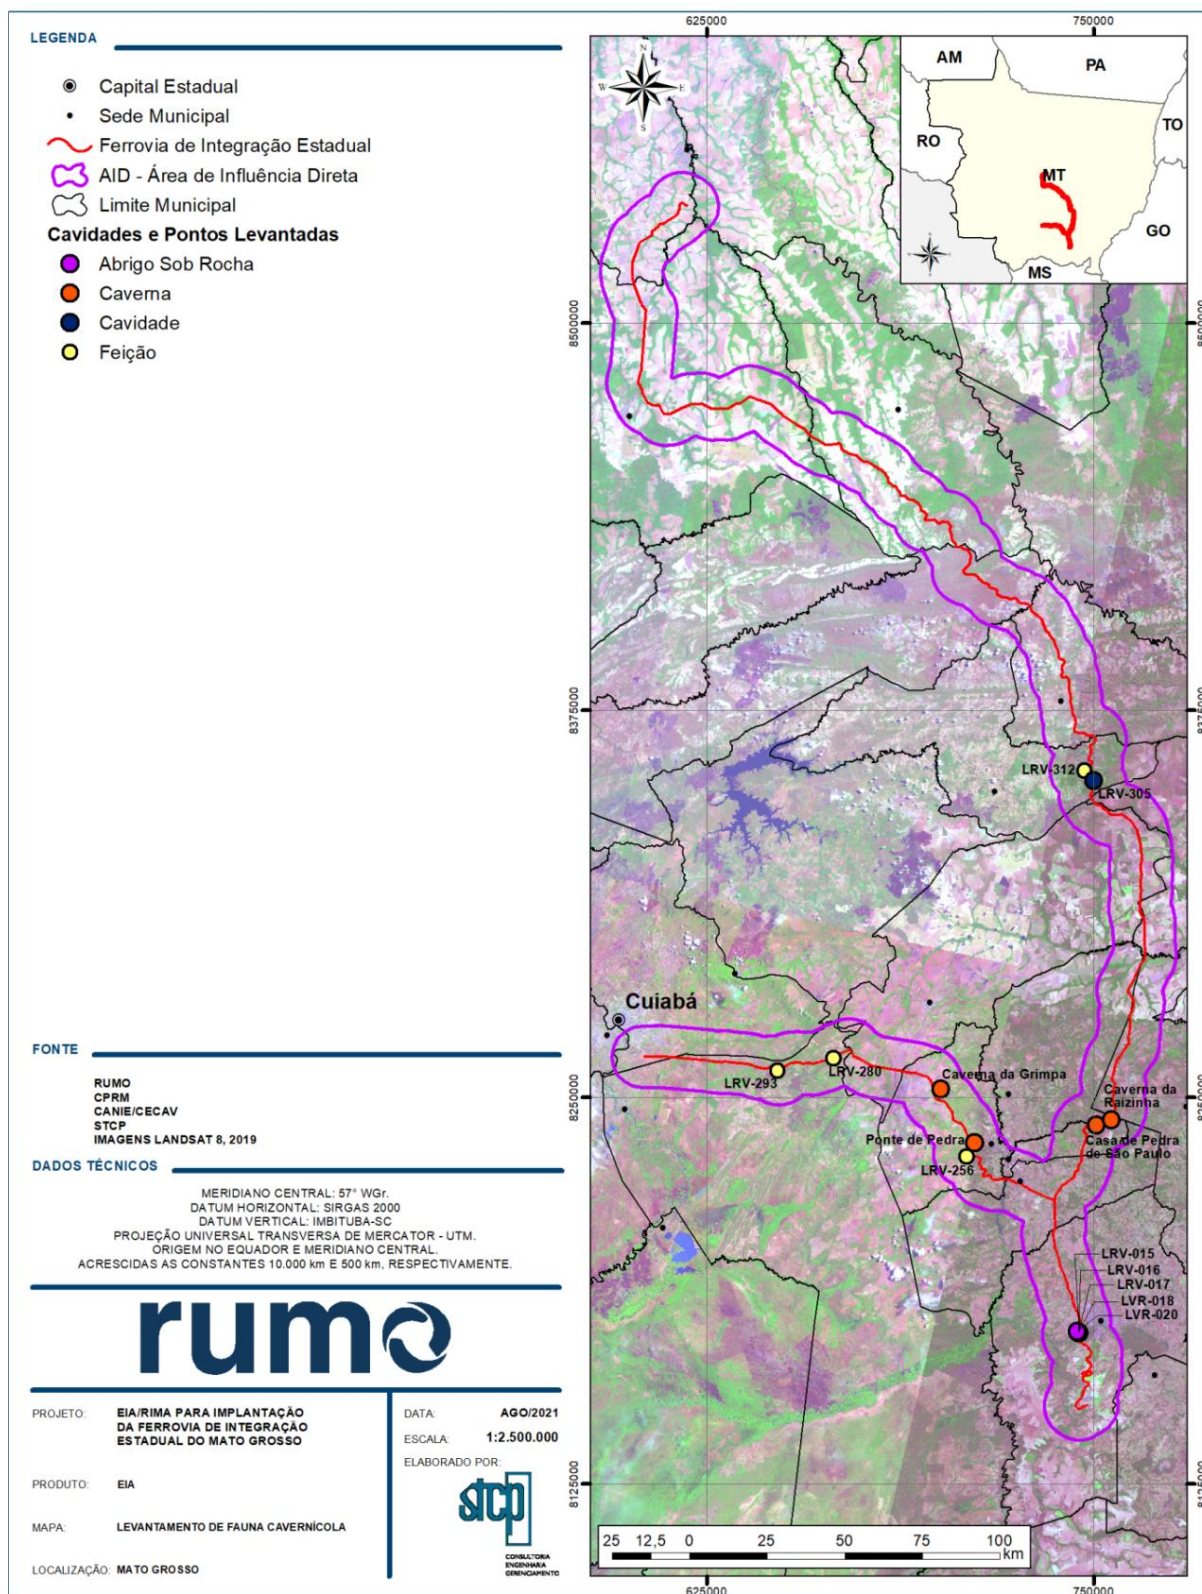 LEGENDA
Capital Estadual
Sede Municipal
Ferrovia de Integração Estadual
AID - Área de Influência Direta
Limite Municipal
Cavidades e Pontos Levantadas
Abrigo Sob Rocha
Caverna
Cavidade
Feição
FONTE
RUMO
CPRM
CANIE/CECAV
STCP
IMAGENS LANDSAT 8, 2019
DADOS TÉCNICOS
MERIDIANO CENTRAL: 57° WGr.
DATUM HORIZONTAL: SIRGAS 2000
DATUM VERTICAL: IMBITUBA-SC
PROJEÇÃO UNIVERSAL TRANSVERSA DE MERCATOR - UTM.
ORIGEM NO EQUADOR E MERIDIANO CENTRAL.
ACRESCIDAS AS CONSTANTES 10.000 km E 500 km, RESPECTIVAMENTE.
rumo
PROJETO: EIA/RIMA PARA IMPLANTAÇÃO
DA FERROVIA DE INTEGRAÇÃO
ESTADUAL DO MATO GROSSO
PRODUTO: EIA
MAPA: LEVANTAMENTO DE FAUNA CAVERNÍCOLA
LOCALIZAÇÃO: MATO GROSSO
DATA: AGO/2021
ESCALA: 1:2.500.000
ELABORADO POR:
stcp
CONSULTORIA
ENGENHARIA
GERENCIAMENTO
625000 750000
N
W E
S
AM PA
RO TO
MT
GO
MS
8500000 8500000
8375000 8375000
LRV-312
LRV-305
Cuiabá
LRV-293
LRV-280
Caverna da Grimpa
8250000 8250000
Caverna da
Raizinha
Ponte de Pedra
Casa de Pedra
de São Paulo
LRV-256
LRV-015
LRV-016
LRV-017
LVR-018
LVR-020
8125000 8125000
25 12,5 0 25 50 75 100
km
625000 750000